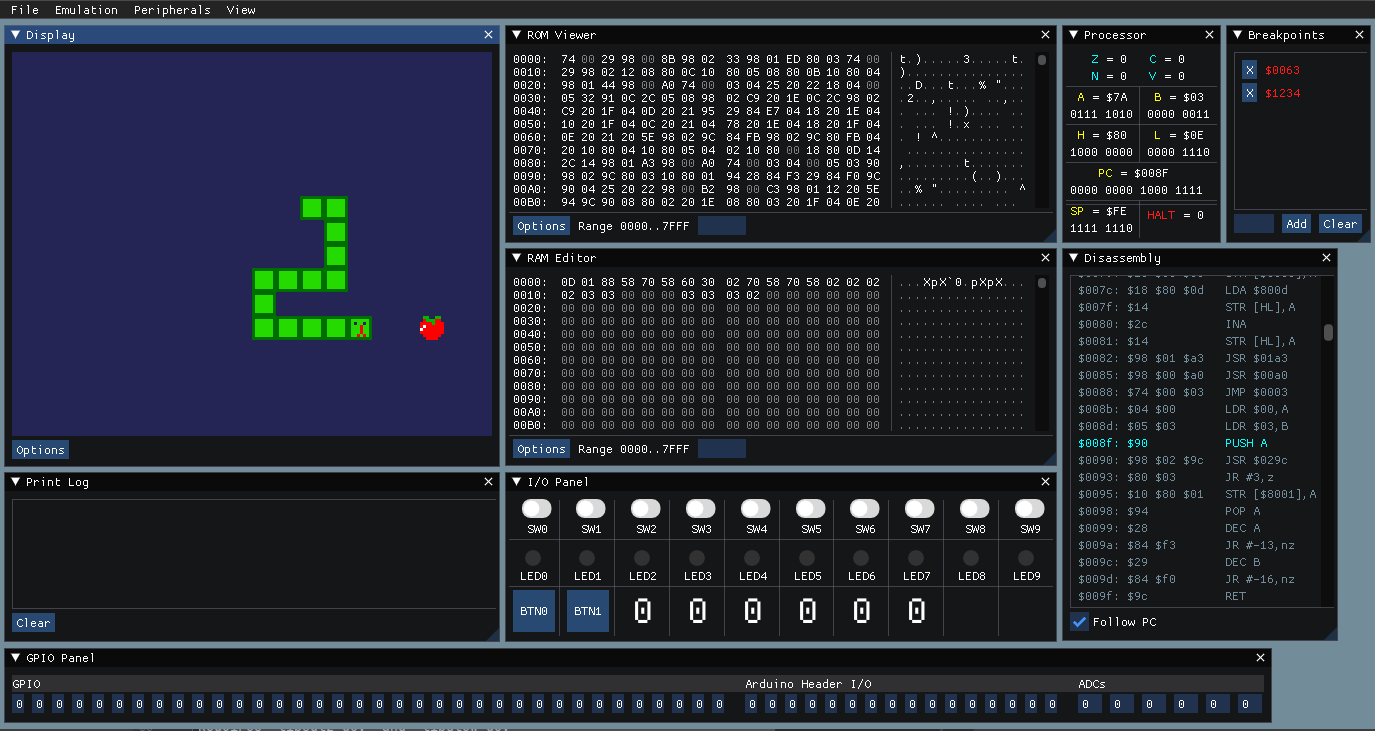 File Emulation Peripherals View
Display
Options
ROM Viewer
0000: 74 00 29 98 00 8B 98 02 33 98 01 ED 80 03 74 00 t.).....3.....t.
0010: 29 98 02 12 08 80 0C 10 80 05 08 80 0B 10 80 04 )...............
0020: 98 01 44 98 00 A0 74 00 03 04 25 20 22 18 04 00 ..D...t...% "...
0030: 05 32 91 0C 2C 05 08 98 02 C9 20 1E 0C 2C 98 02 .2..,..... ..,..
0040: C9 20 1F 04 0D 20 21 95 29 84 E7 04 18 20 1E 04 . ... !.).... ..
0050: 10 20 1F 04 0C 20 21 04 78 20 1E 04 18 20 1F 04 . ... !.x ... ..
0060: 0E 20 21 20 5E 98 02 9C 84 FB 98 02 9C 80 FB 04 . ! ^...........
0070: 20 10 80 04 10 80 05 04 02 10 80 00 18 80 0D 14 ...............
0080: 2C 14 98 01 A3 98 00 A0 74 00 03 04 00 05 03 90 ,.......t.......
0090: 98 02 9C 80 03 10 80 01 94 28 84 F3 29 84 F0 9C .........(..)...
00A0: 90 04 25 20 22 98 00 B2 98 00 C3 98 01 12 20 5E ..% "......... ^
00B0: 94 9C 90 08 80 02 20 1E 08 80 03 20 1F 04 0E 20
Options Range 0000..7FFF
Processor
Z = 0 C = 0
N = 0 V = 0
A = $7A B = $03
0111 1010 0000 0011
H = $80 L = $0E
1000 0000 0000 1110
PC = $008F
0000 0000 1000 1111
SP = $FE HALT = 0
1111 1110
Breakpoints
X $0063
X $1234
Add Clear
RAM Editor
0000: 0D 01 88 58 70 58 60 30 02 70 58 70 58 02 02 02 ...XpX`0.pXpX...
0010: 02 03 03 00 00 03 03 03 02 00 00 00 00 00 00 00 ................
0020: 00 00 00 00 00 00 00 00 00 00 00 00 00 00 00 00 ................
0030: 00 00 00 00 00 00 00 00 00 00 00 00 00 00 00 00 ................
0040: 00 00 00 00 00 00 00 00 00 00 00 00 00 00 00 00 ................
0050: 00 00 00 00 00 00 00 00 00 00 00 00 00 00 00 00 ................
0060: 00 00 00 00 00 00 00 00 00 00 00 00 00 00 00 00 ................
0070: 00 00 00 00 00 00 00 00 00 00 00 00 00 00 00 00 ................
0080: 00 00 00 00 00 00 00 00 00 00 00 00 00 00 00 00 ................
0090: 00 00 00 00 00 00 00 00 00 00 00 00 00 00 00 00 ................
00A0: 00 00 00 00 00 00 00 00 00 00 00 00 00 00 00 00 ................
00B0: 00 00 00 00 00 00 00 00 00 00 00 00 00 00 00 00 ................
Options Range 0000..7FFF
Disassembly
$007c: $18 $80 $0d LDA $800d
$007f: $14 STR [HL],A
$0080: $2c INA
$0081: $14 STR [HL],A
$0082: $98 $01 $a3 JSR $01a3
$0085: $98 $00 $a0 JSR $00a0
$0088: $74 $00 $03 JMP $0003
$008b: $04 $00 LDR $00,A
$008d: $05 $03 LDR $03,B
$008f: $90 PUSH A
$0090: $98 $02 $9c JSR $029c
$0093: $80 $03 JR #3,z
$0095: $10 $80 $01 STR [$8001],A
$0098: $94 POP A
$0099: $28 DEC A
$009a: $84 $f3 JR #-13,nz
$009c: $29 DEC B
$009d: $84 $f0 JR #-16,nz
$009f: $9c RET
Follow PC
Print Log
Clear
I/O Panel
SW0 SW1 SW2 SW3 SW4 SW5 SW6 SW7 SW8 SW9
LED0 LED1 LED2 LED3 LED4 LED5 LED6 LED7 LED8 LED9
BTN0 BTN1 0 0 0 0 0 0
GPIO Panel
GPIO Arduino Header I/O ADCs
0 0 0 0 0 0 0 0 0 0 0 0 0 0 0 0 0 0 0 0 0 0 0 0 0 0 0 0 0 0 0 0 0 0 0 0 0 0 0 0 0 0 0 0 0 0 0 0 0 0 0 0 0 0 0 0 0 0